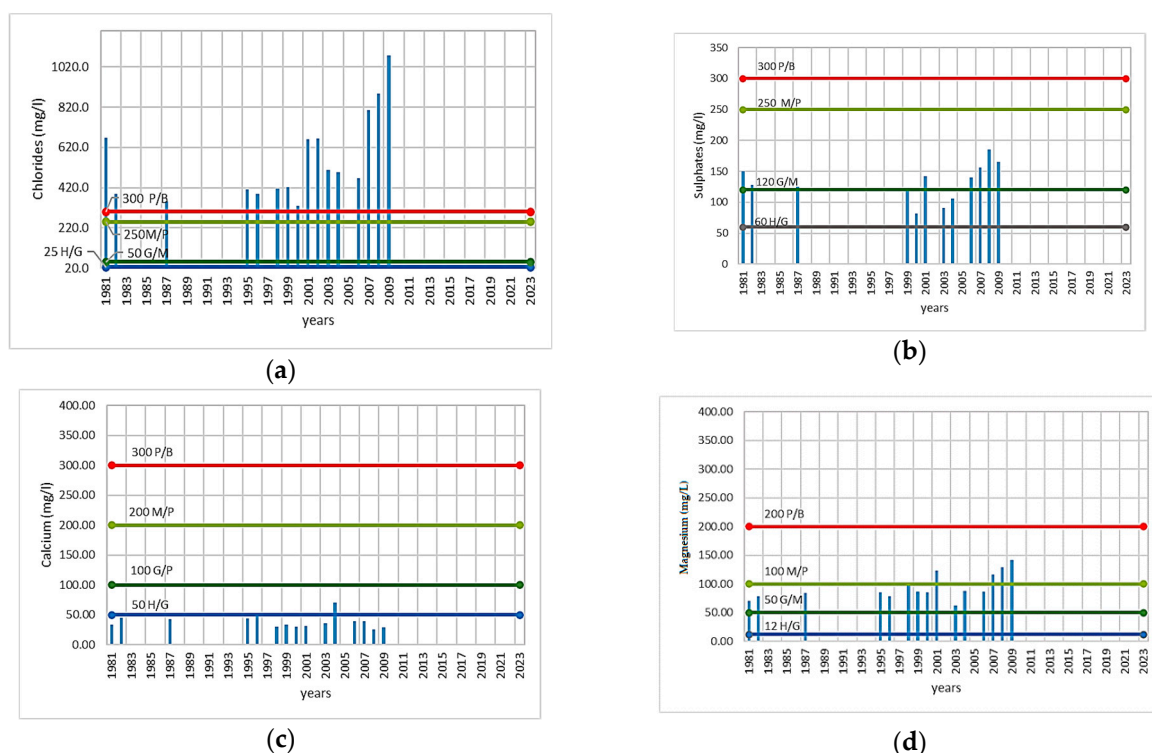 Chlorides (mg/l)
1020.0
820.0
620.0
420.0
220.0
20.0
300 P/B
250M/P
25 H/G
50 G/M
1981 1983 1985 1987 1989 1991 1993 1995 1997 1999 2001 2003 2005 2007 2009 2011 2013 2015 2017 2019 2021 2023
years
(a)
Sulphates (mg/l)
350
300
250
200
150
100
50
0
300 P/B
250 M/P
120 G/M
60 H/G
1981 1983 1985 1987 1989 1991 1993 1995 1997 1999 2001 2003 2005 2007 2009 2011 2013 2015 2017 2019 2021 2023
years
(b)
Calcium (mg/l)
400.00
350.00
300.00
250.00
200.00
150.00
100.00
50.00
0.00
300 P/B
200 M/P
100 G/P
50 H/G
1981 1983 1985 1987 1989 1991 1993 1995 1997 1999 2001 2003 2005 2007 2009 2011 2013 2015 2017 2019 2021 2023
years
(c)
Magnesium (mg/L)
400.00
350.00
300.00
250.00
200.00
150.00
100.00
50.00
0.00
200 P/B
100 M/P
50 G/M
12 H/G
1981 1983 1985 1987 1989 1991 1993 1995 1997 1999 2001 2003 2005 2007 2009 2011 2013 2015 2017 2019 2021 2023
years
(d)